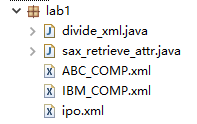 lab1
divide_xml.java
sax_retrieve_attr.java
ABC_COMP.xml
IBM_COMP.xml
ipo.xml